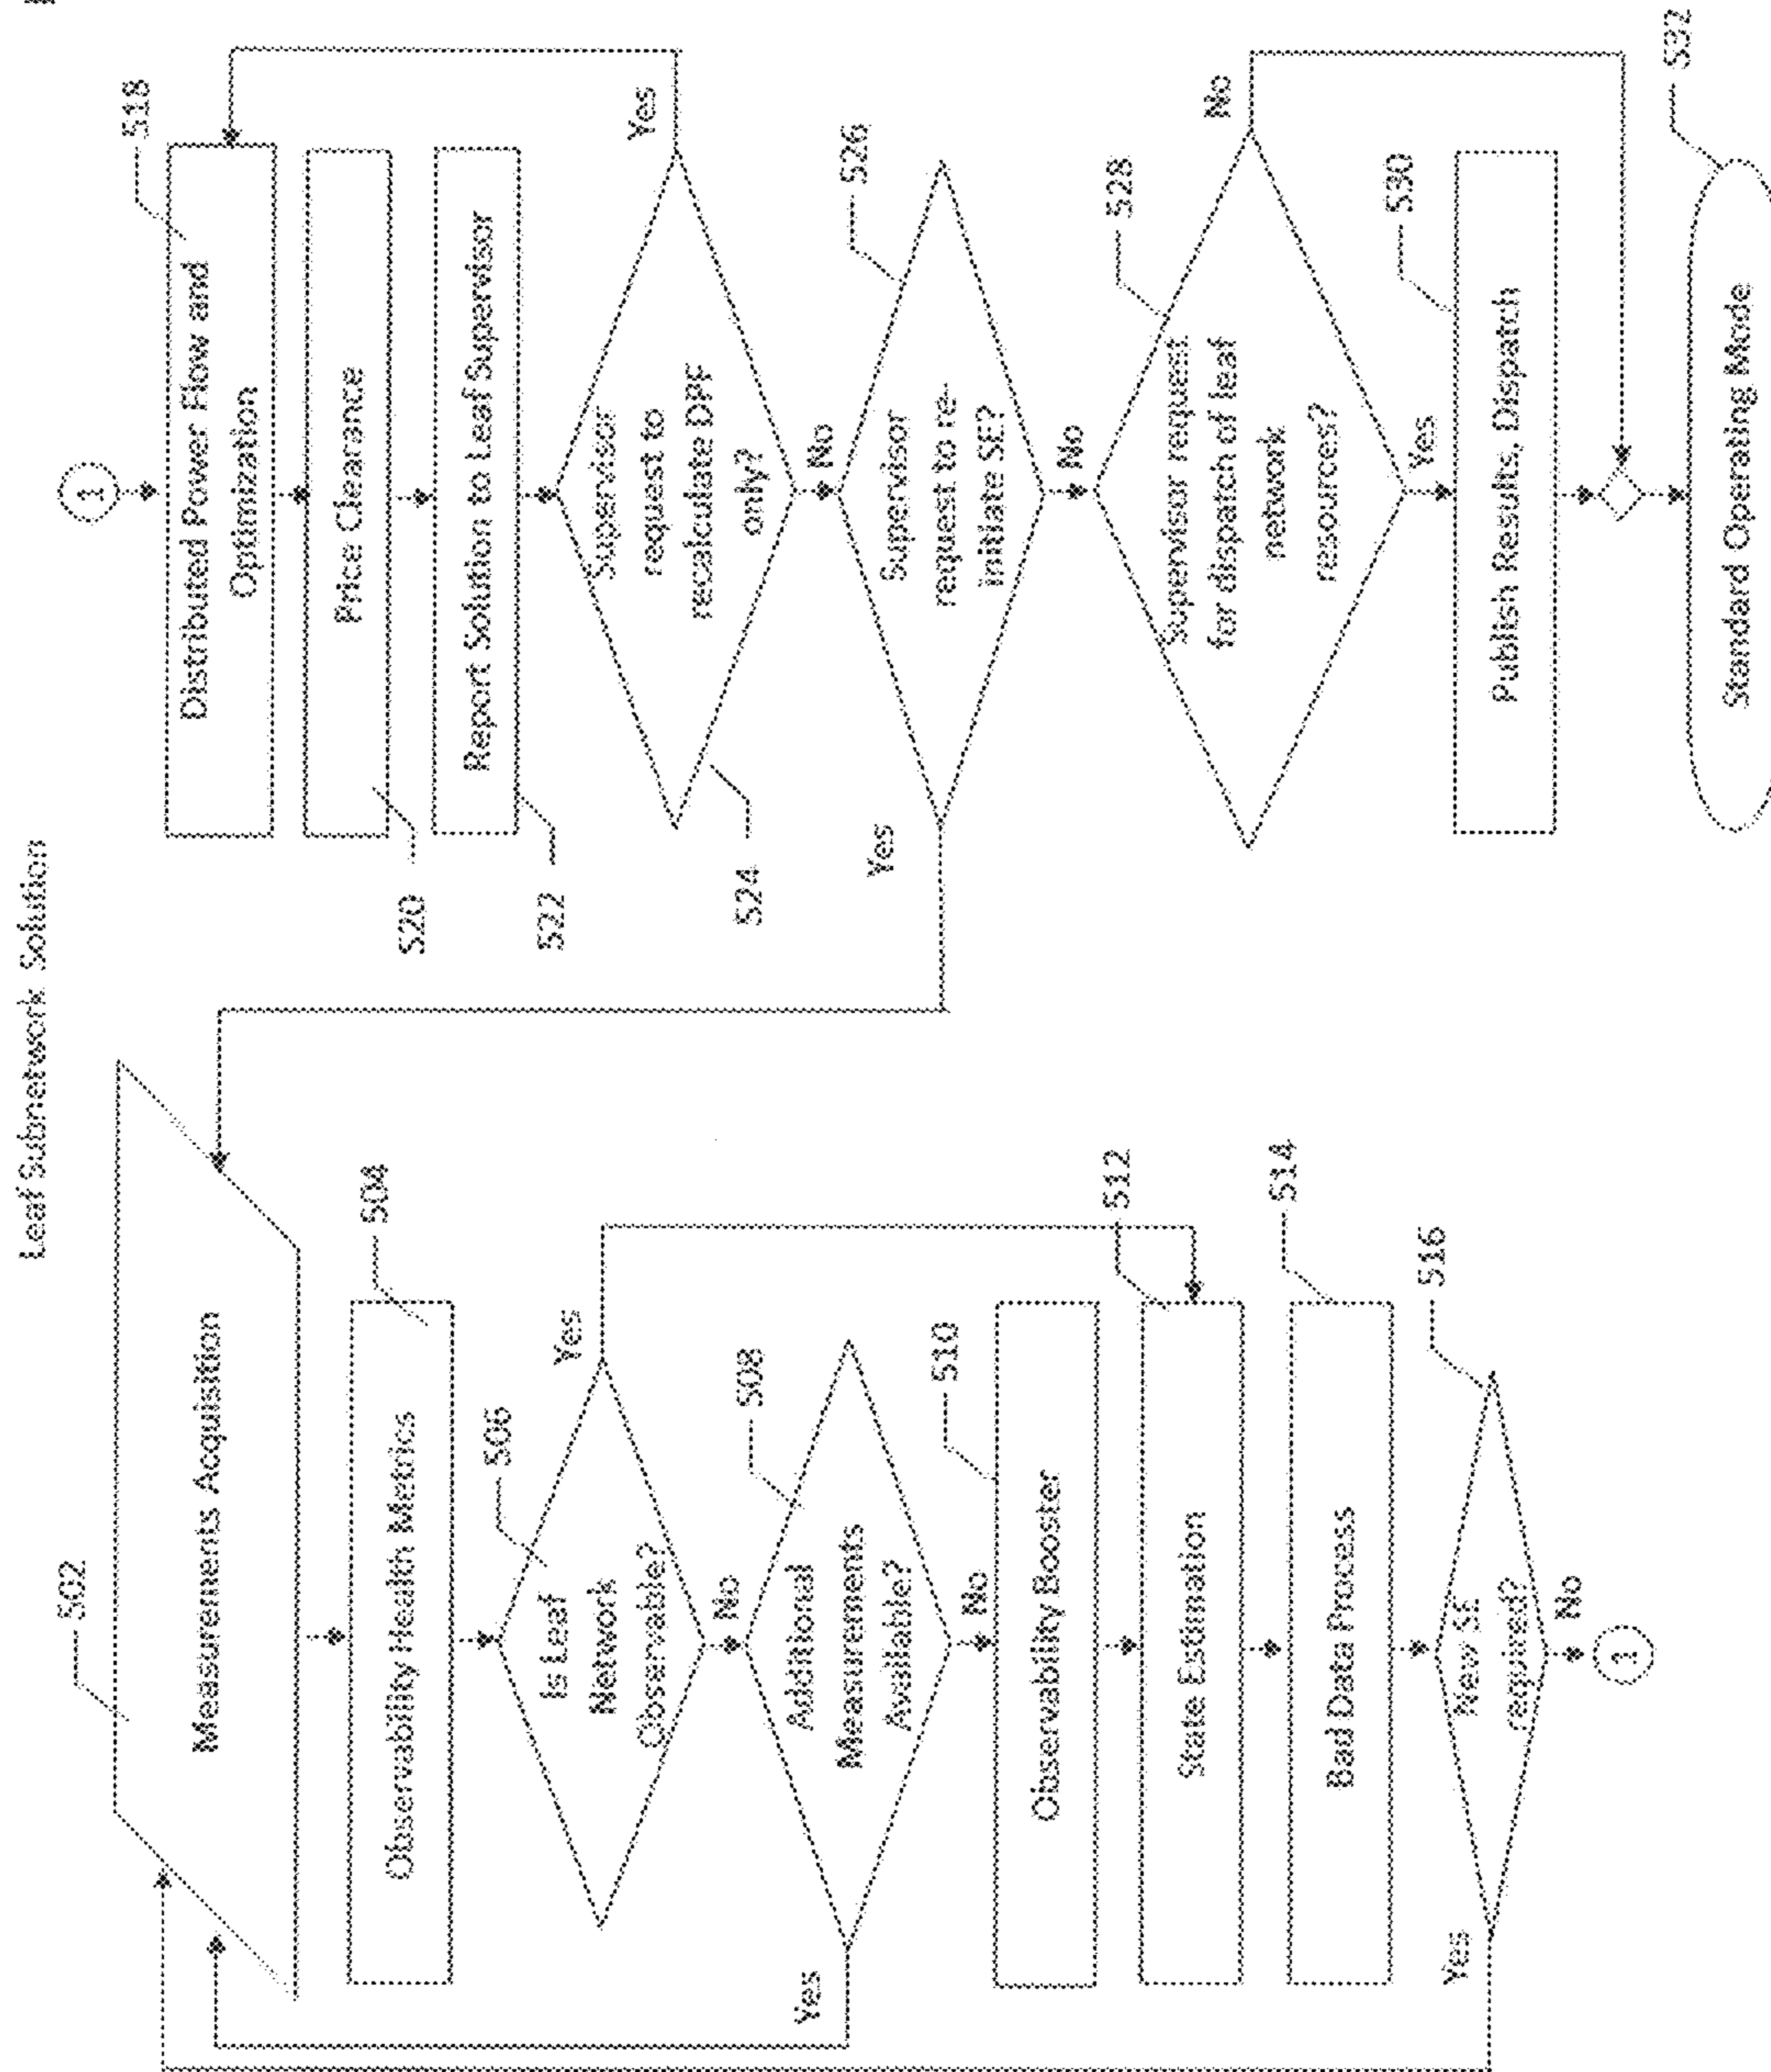 Leaf Subnetwork Solution
502
Measurements Acquisition
504
Observability Health Metrics
506
Is Leaf
Network
Observable?
Yes
No
508
Additional
Measurements
Available?
Yes
No
510
Observability Booster
512
State Estimation
514
Bad Data Process
516
New SE
required?
Yes
No
1
1
518
Distributed Power Flow and
Optimization
520
Price Clearance
522
Report Solution to Leaf Supervisor
524
Supervisor
request to
recalculate DPF
only?
Yes
No
526
Supervisor
request to re-
initiate SE?
Yes
No
528
Supervisor request
for dispatch of leaf
network
resources?
No
Yes
530
Publish Results, Dispatch
532
Standard Operating Mode